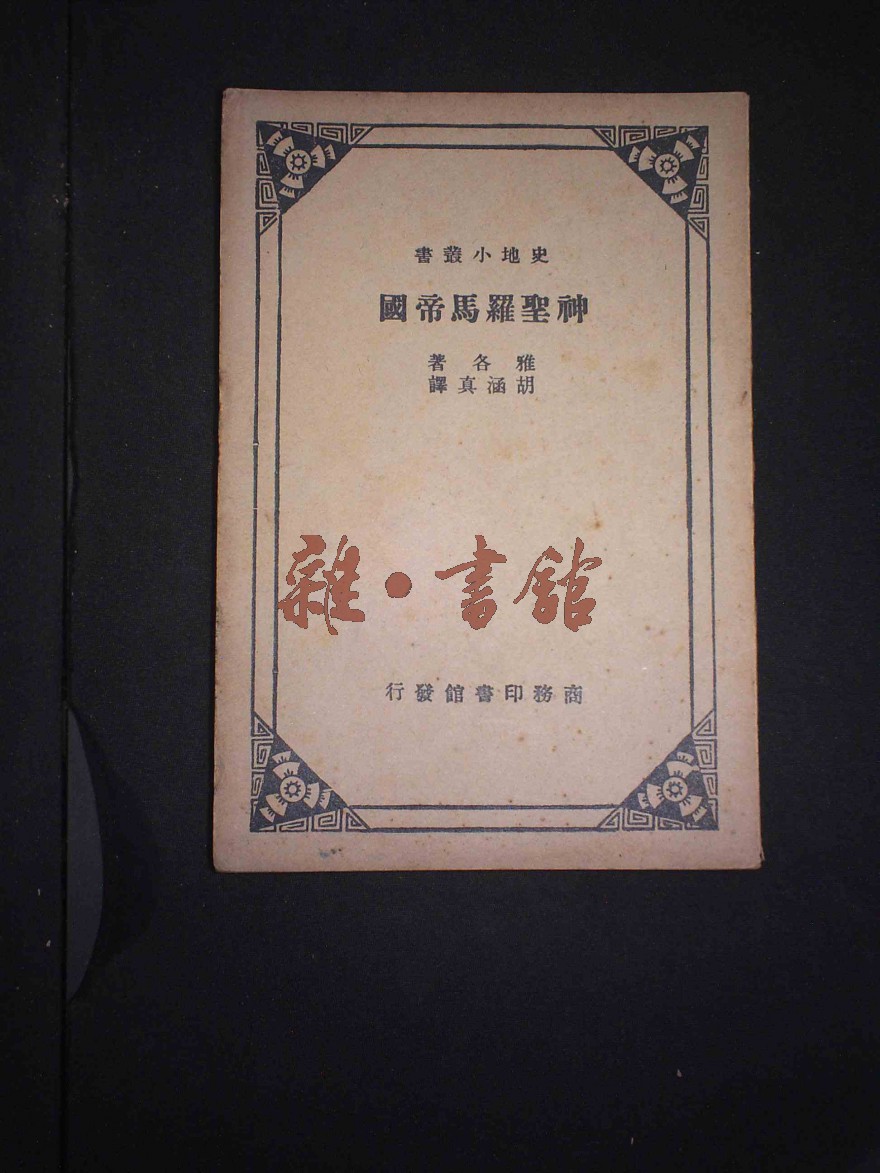 史地小叢書
神聖羅馬帝國
雅各著
胡涵真譯
雜·書館
商務印書館發行